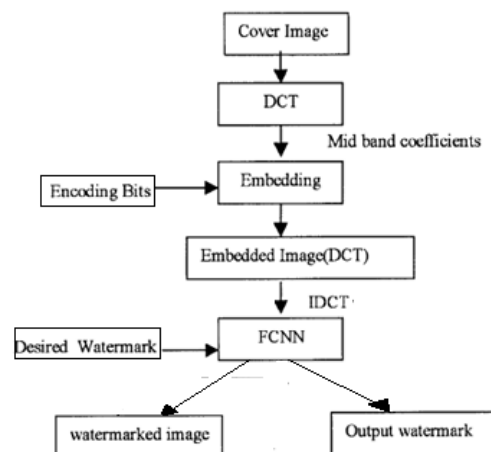 Cover Image
DCT
Mid band coefficients
Encoding Bits
Embedding
Embedded Image(DCT)
IDCT
Desired Watermark
FCNN
watermarked image
Output watermark